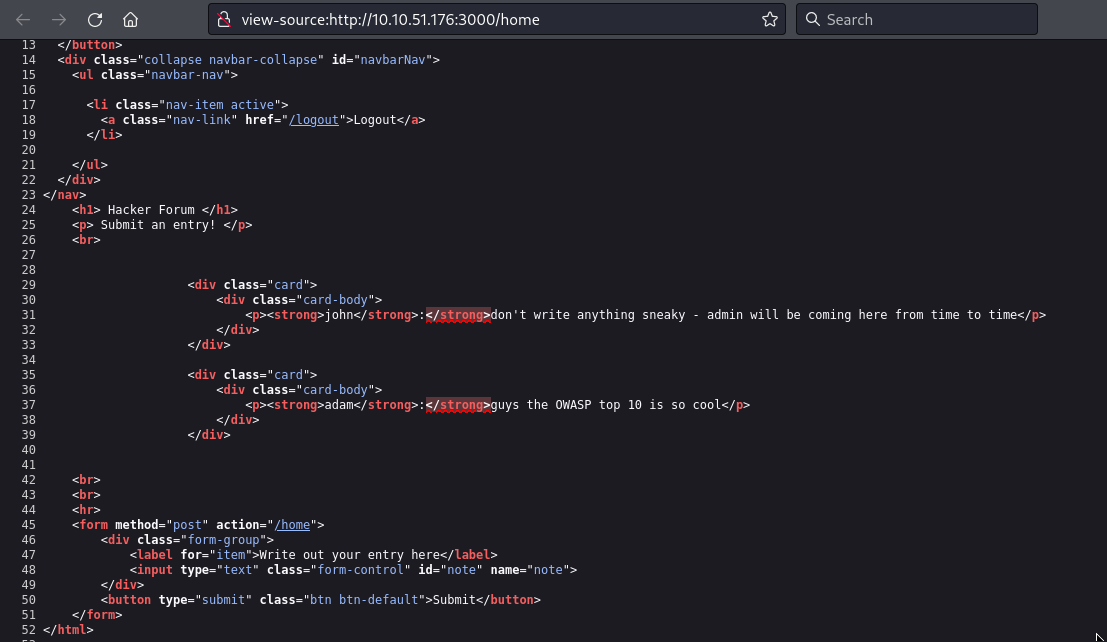 view-source:http://10.10.51.176:3000/home
Search
13 </button>
14 <div class="collapse navbar-collapse" id="navbarNav">
15 <ul class="navbar-nav">
16
17 <li class="nav-item active">
18 <a class="nav-link" href="/logout">Logout</a>
19 </li>
20
21 </ul>
22 </div>
23 </nav>
24 <h1> Hacker Forum </h1>
25 <p> Submit an entry! </p>
26 <br>
27
28
29 <div class="card">
30 <div class="card-body">
31 <p><strong>john</strong>:</strong>don't write anything sneaky - admin will be coming here from time to time</p>
32 </div>
33 </div>
34
35 <div class="card">
36 <div class="card-body">
37 <p><strong>adam</strong>:</strong>guys the OWASP top 10 is so cool</p>
38 </div>
39 </div>
40
41
42 <br>
43 <br>
44 <hr>
45 <form method="post" action="/home">
46 <div class="form-group">
47 <label for="item">Write out your entry here</label>
48 <input type="text" class="form-control" id="note" name="note">
49 </div>
50 <button type="submit" class="btn btn-default">Submit</button>
51 </form>
52 </html>